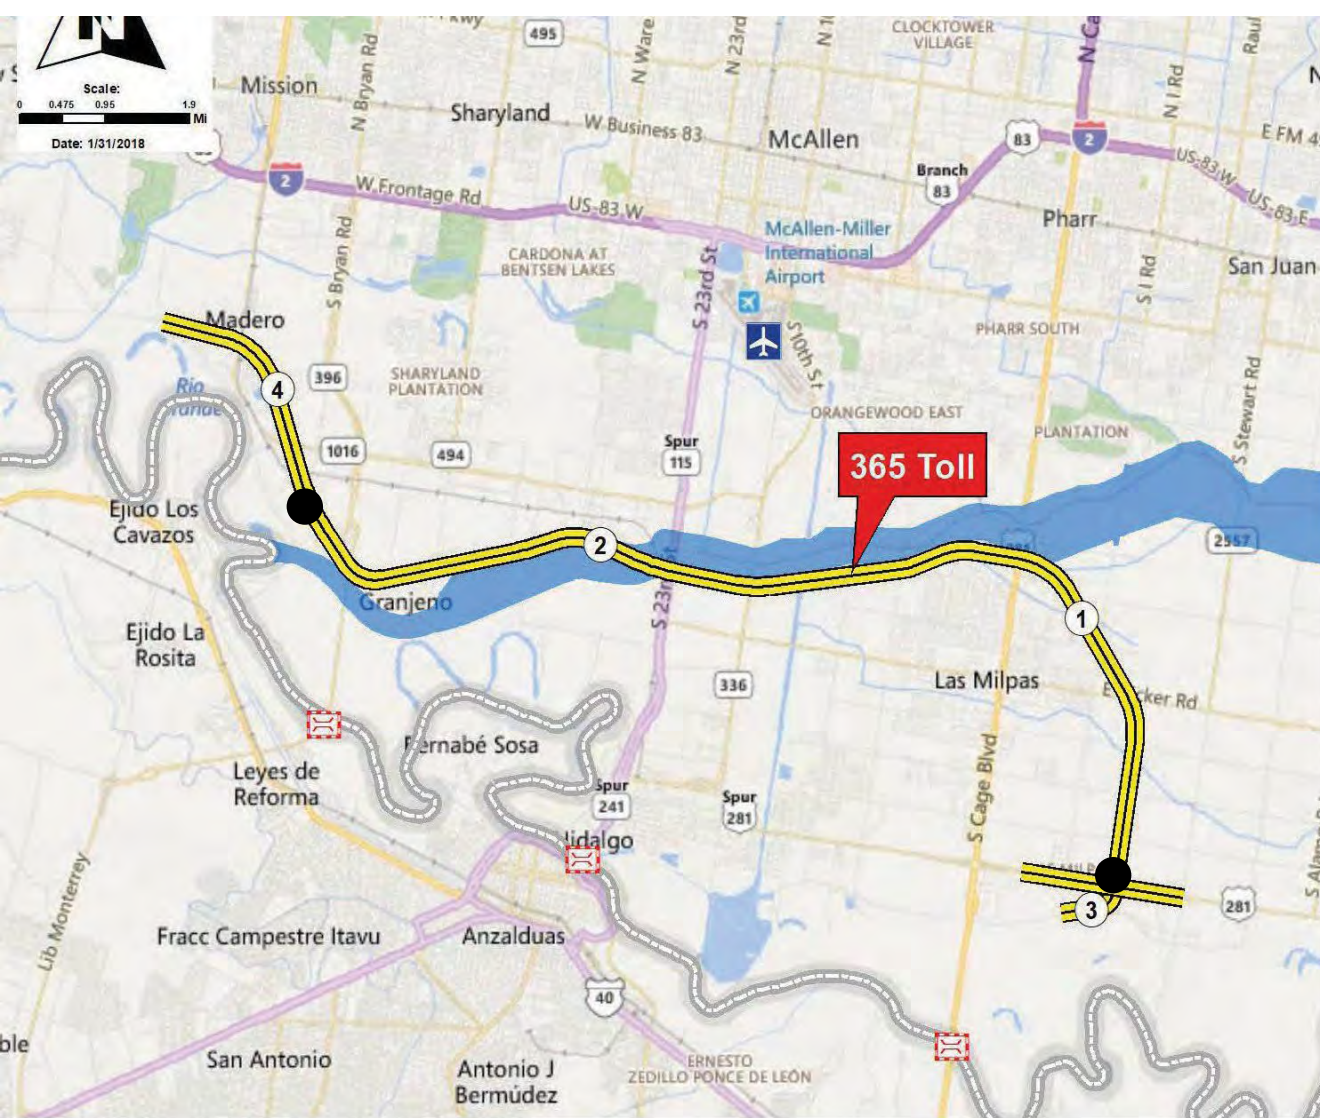 N
Scale:
0 0.475 0.95 1.9
Mi
Date: 1/31/2018
495
N Ware
N 23rd
CLOCKTOWER
VILLAGE
N Ca
Mission
N Bryan Rd
Sharyland
W Business 83
McAllen
83
2
N I Rd
E FM 49
83
2
W Frontage Rd
US-83 W
Branch
83
US-83 W
US-83 E
Pharr
San Juan
McAllen-Miller
International
Airport
CARDONA AT
BENTSEN LAKES
S Bryan Rd
S 23rd St
S 10th St
S I Rd
PHARR SOUTH
Madero
4
396
SHARYLAND
PLANTATION
Rio
ORANGEWOOD EAST
PLANTATION
S Stewart Rd
1016
494
Spur
115
365 Toll
Ejido Los
Cavazos
2
2557
Granjeno
1
Ejido La
Rosita
336
Las Milpas
Leyes de
Reforma
Spur
241
Spur
281
S Cage Blvd
3
281
Lib Monterrey
Fracc Campestre Itavu
Anzalduas
40
San Antonio
Antonio J
Bermúdez
ERNESTO
ZEDILLO PONCE DE LEÓN